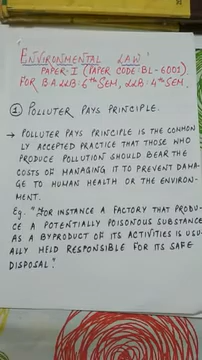 ENVIRONMENTAL LAW:
PAPER-I (PAPER CODE:BL-6001)
FOR B.A.LLB.6th SEM, LLB.4th SEM.
① POLLUTER PAYS PRINCIPLE.
→ POLLUTER PAYS PRINCIPLE IS THE COMMON
LY ACCEPTED PRACTICE THAT THOSE WHO
PRODUCE POLLUTION SHOULD BEAR THE
COSTS OF MANAGING IT TO PREVENT DAMA-
GE TO HUMAN HEALTH OR THE ENVIRON-
MENT.
Eg. "FOR INSTANCE A FACTORY THAT PRODU-
CE A POTENTIALLY POISONOUS SUBSTANCE
AS A BYPRODUCT OF ITS ACTIVITIES IS USU-
ALLY HELD RESPONSIBLE FOR ITS SAFE
DISPOSAL."